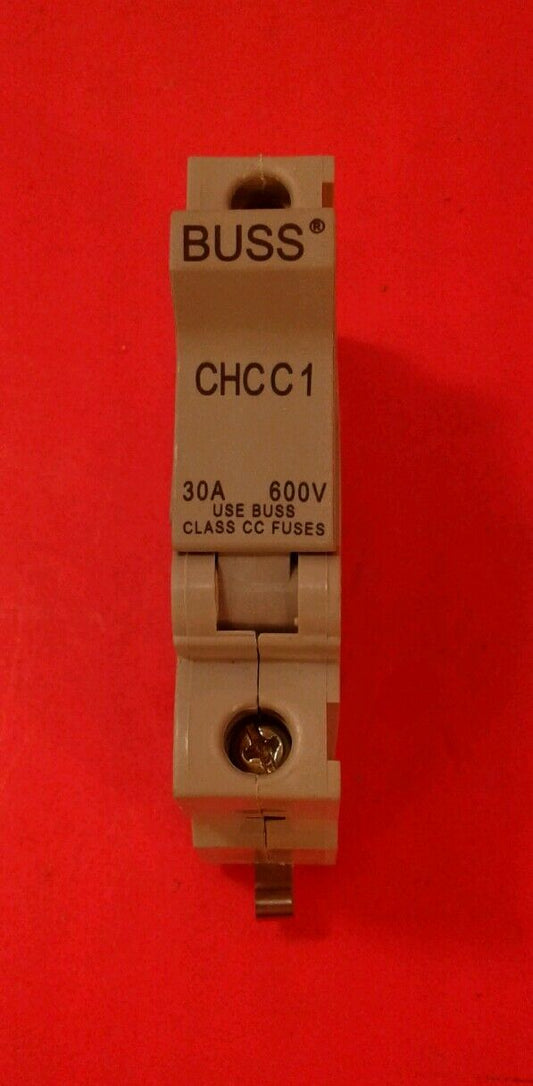 BUSS®
CHCC1
30A 600V
USE BUSS
CLASS CC FUSES